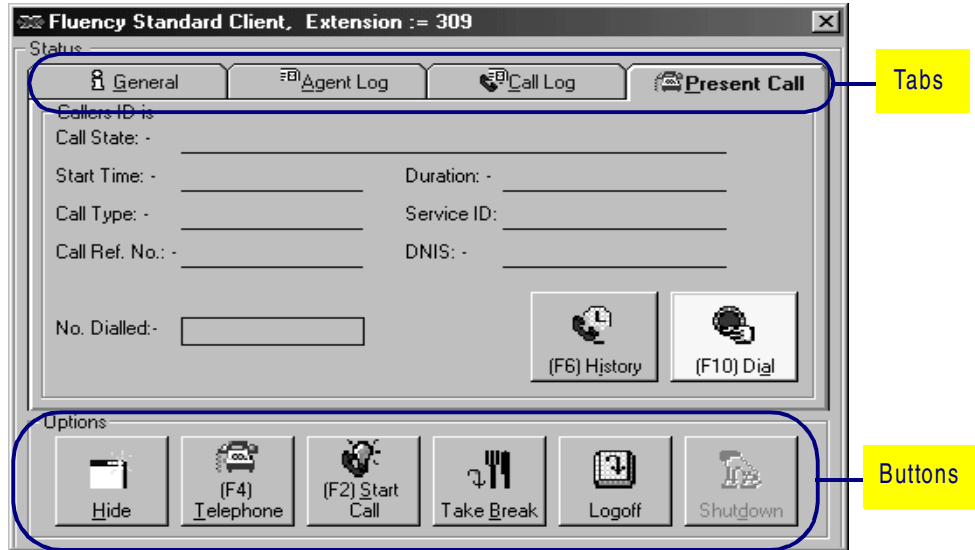 Fluency Standard Client, Extension := 309
Status
General
Agent Log
Call Log
Present Call
Tabs
Callers ID is
Call State: -
Start Time: -
Duration: -
Call Type: -
Service ID:
Call Ref. No.: -
DNIS: -
No. Dialled:-
(F6) History
(F10) Dial
Options
Hide
(F4)
Telephone
(F2) Start
Call
Take Break
Logoff
Shutdown
Buttons